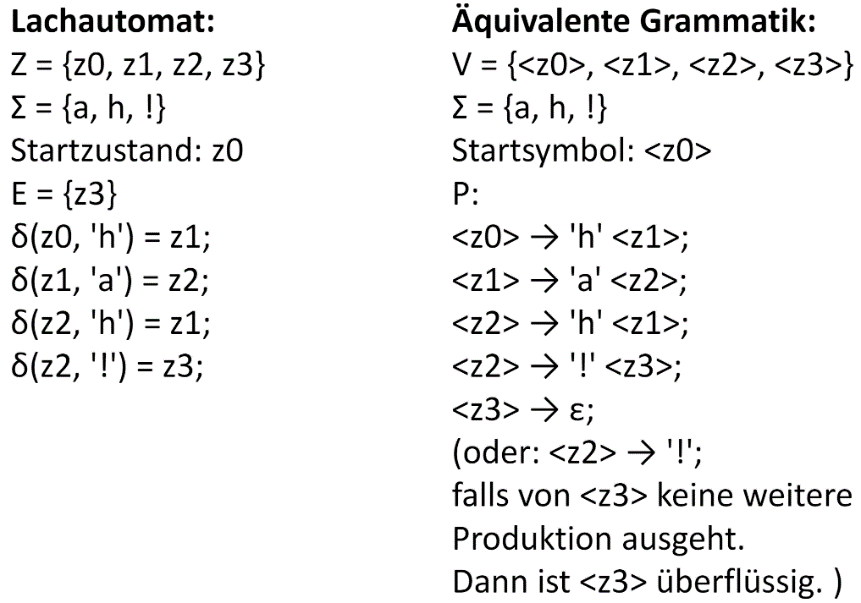 Lachautomat:
Z = {z0, z1, z2, z3}
Σ = {a, h, !}
Startzustand: z0
E = {z3}
δ(z0, 'h') = z1;
δ(z1, 'a') = z2;
δ(z2, 'h') = z1;
δ(z2, '!') = z3;
Äquivalente Grammatik:
V = {<z0>, <z1>, <z2>, <z3>}
Σ = {a, h, !}
Startsymbol: <z0>
P:
<z0> → 'h' <z1>;
<z1> → 'a' <z2>;
<z2> → 'h' <z1>;
<z2> → '!' <z3>;
<z3> → ε;
(oder: <z2> → '!';
falls von <z3> keine weitere
Produktion ausgeht.
Dann ist <z3> überflüssig. )